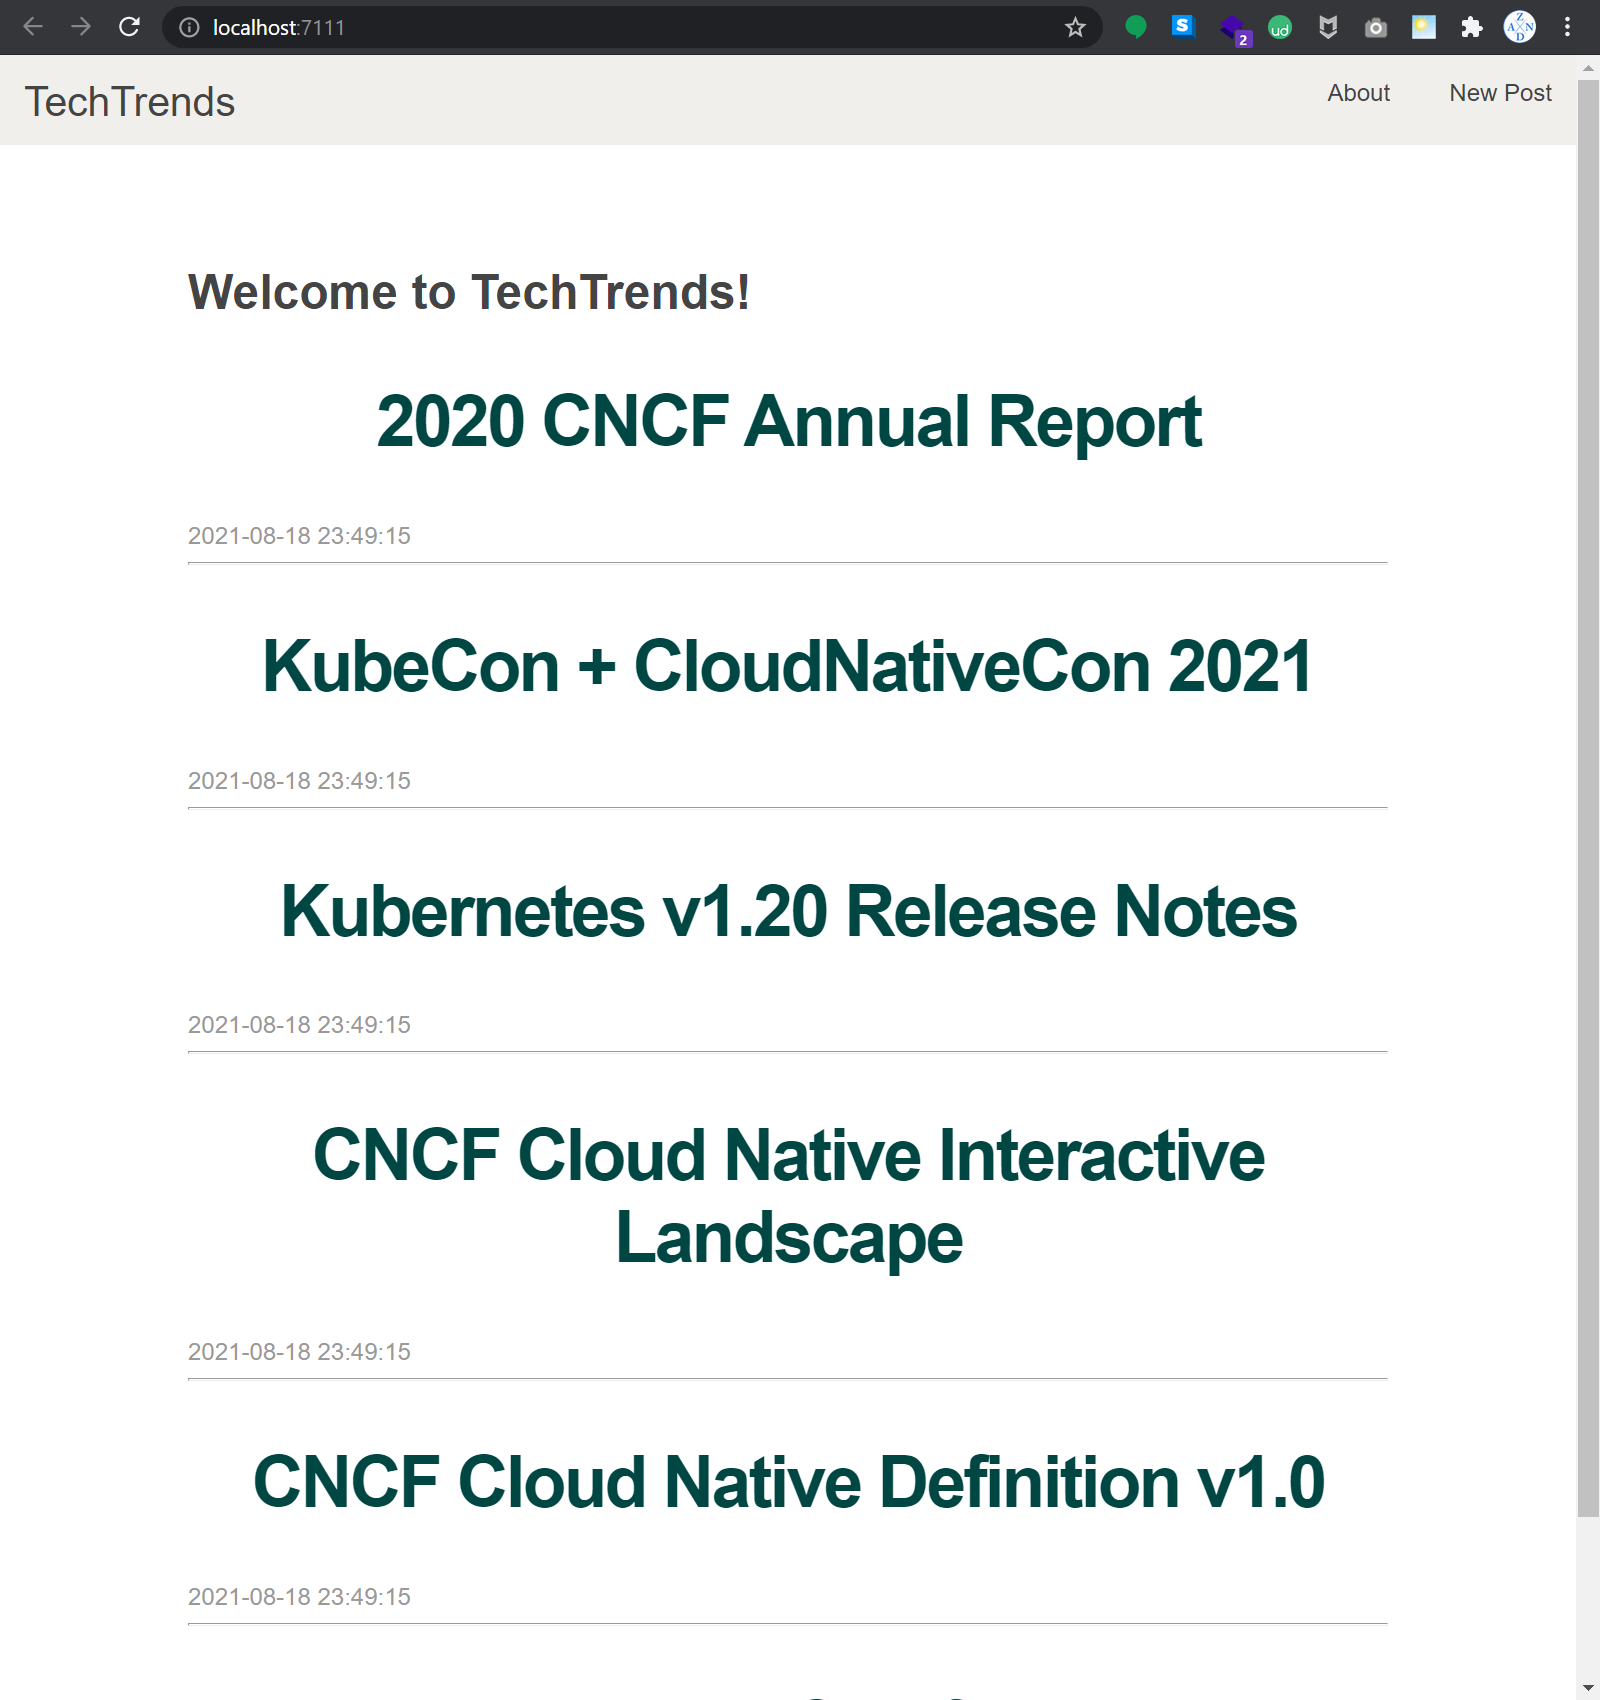 localhost:7111
S
2
ud
Z
A N
D
TechTrends
About
New Post
Welcome to TechTrends!
2020 CNCF Annual Report
2021-08-18 23:49:15
KubeCon + CloudNativeCon 2021
2021-08-18 23:49:15
Kubernetes v1.20 Release Notes
2021-08-18 23:49:15
CNCF Cloud Native Interactive
Landscape
2021-08-18 23:49:15
CNCF Cloud Native Definition v1.0
2021-08-18 23:49:15